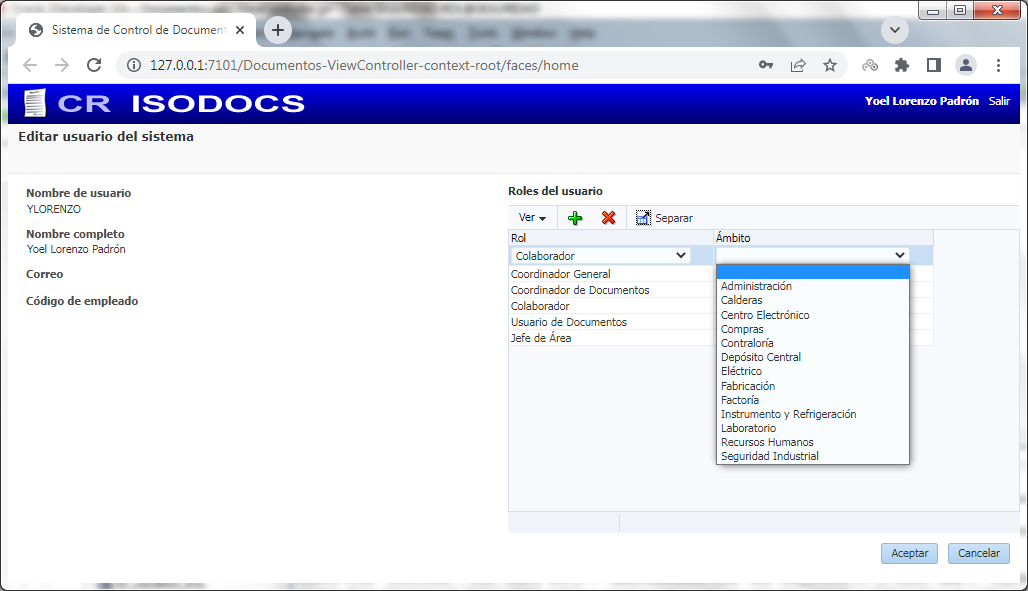 Sistema de Control de Document
127.0.0.1:7101/Documentos-ViewController-context-root/faces/home
CR ISODOCS
Yoel Lorenzo Padrón Salir
Editar usuario del sistema
Nombre de usuario
YLORENZO
Nombre completo
Yoel Lorenzo Padrón
Correo
Código de empleado
Roles del usuario
Ver Separar
Rol Ámbito
Colaborador
Coordinador General
Coordinador de Documentos
Colaborador
Usuario de Documentos
Jefe de Área
Administración
Calderas
Centro Electrónico
Compras
Contraloría
Depósito Central
Eléctrico
Fabricación
Factoría
Instrumento y Refrigeración
Laboratorio
Recursos Humanos
Seguridad Industrial
Aceptar Cancelar